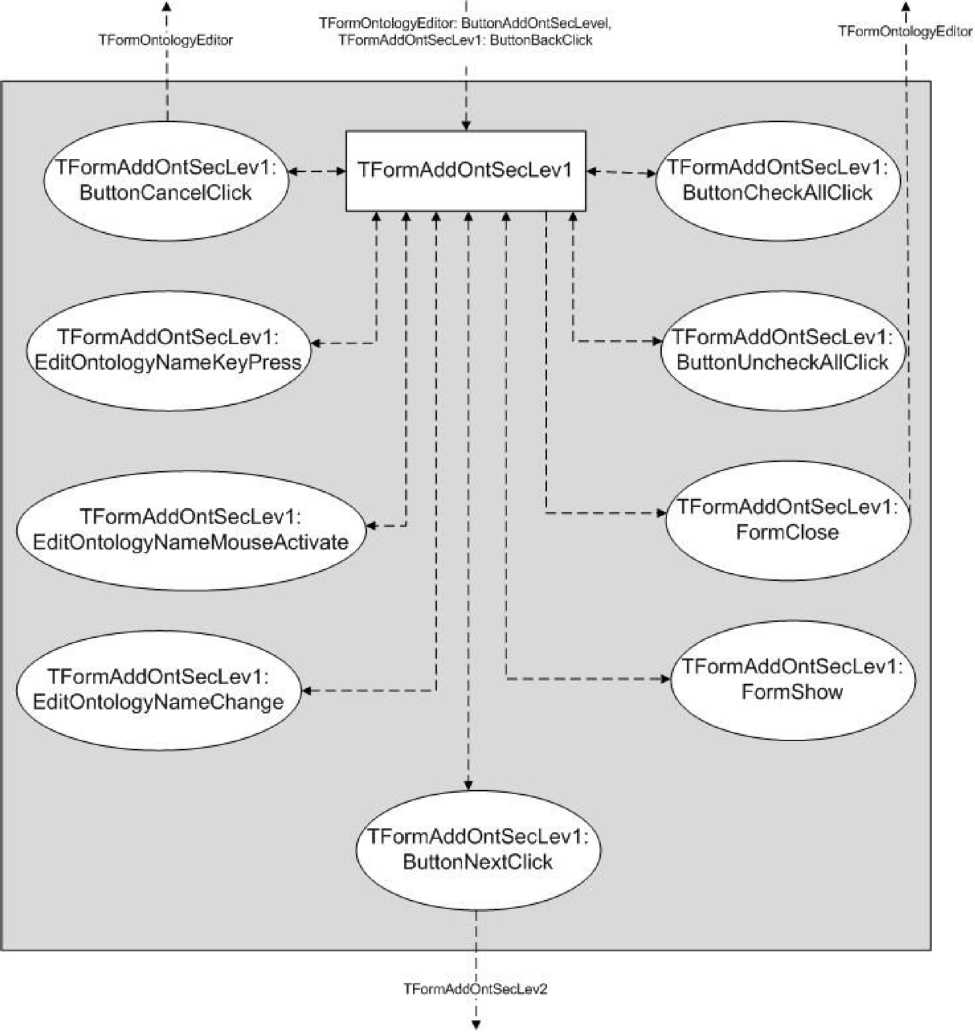 TFormOntologyEditor
TFormOntologyEditor: ButtonAddOntSecLevel,
TFormAddOntSecLev1: ButtonBackClick
TFormOntologyEditor
TFormAddOntSecLev1:
ButtonCancelClick
TFormAddOntSecLev1
TFormAddOntSecLev1:
ButtonCheckAllClick
TFormAddOntSecLev1:
EditOntologyNameKeyPress
TFormAddOntSecLev1:
ButtonUncheckAllClick
TFormAddOntSecLev1:
EditOntologyNameMouseActivate
TFormAddOntSecLev1:
FormClose
TFormAddOntSecLev1:
EditOntologyNameChange
TFormAddOntSecLev1:
FormShow
TFormAddOntSecLev1:
ButtonNextClick
TFormAddOntSecLev2